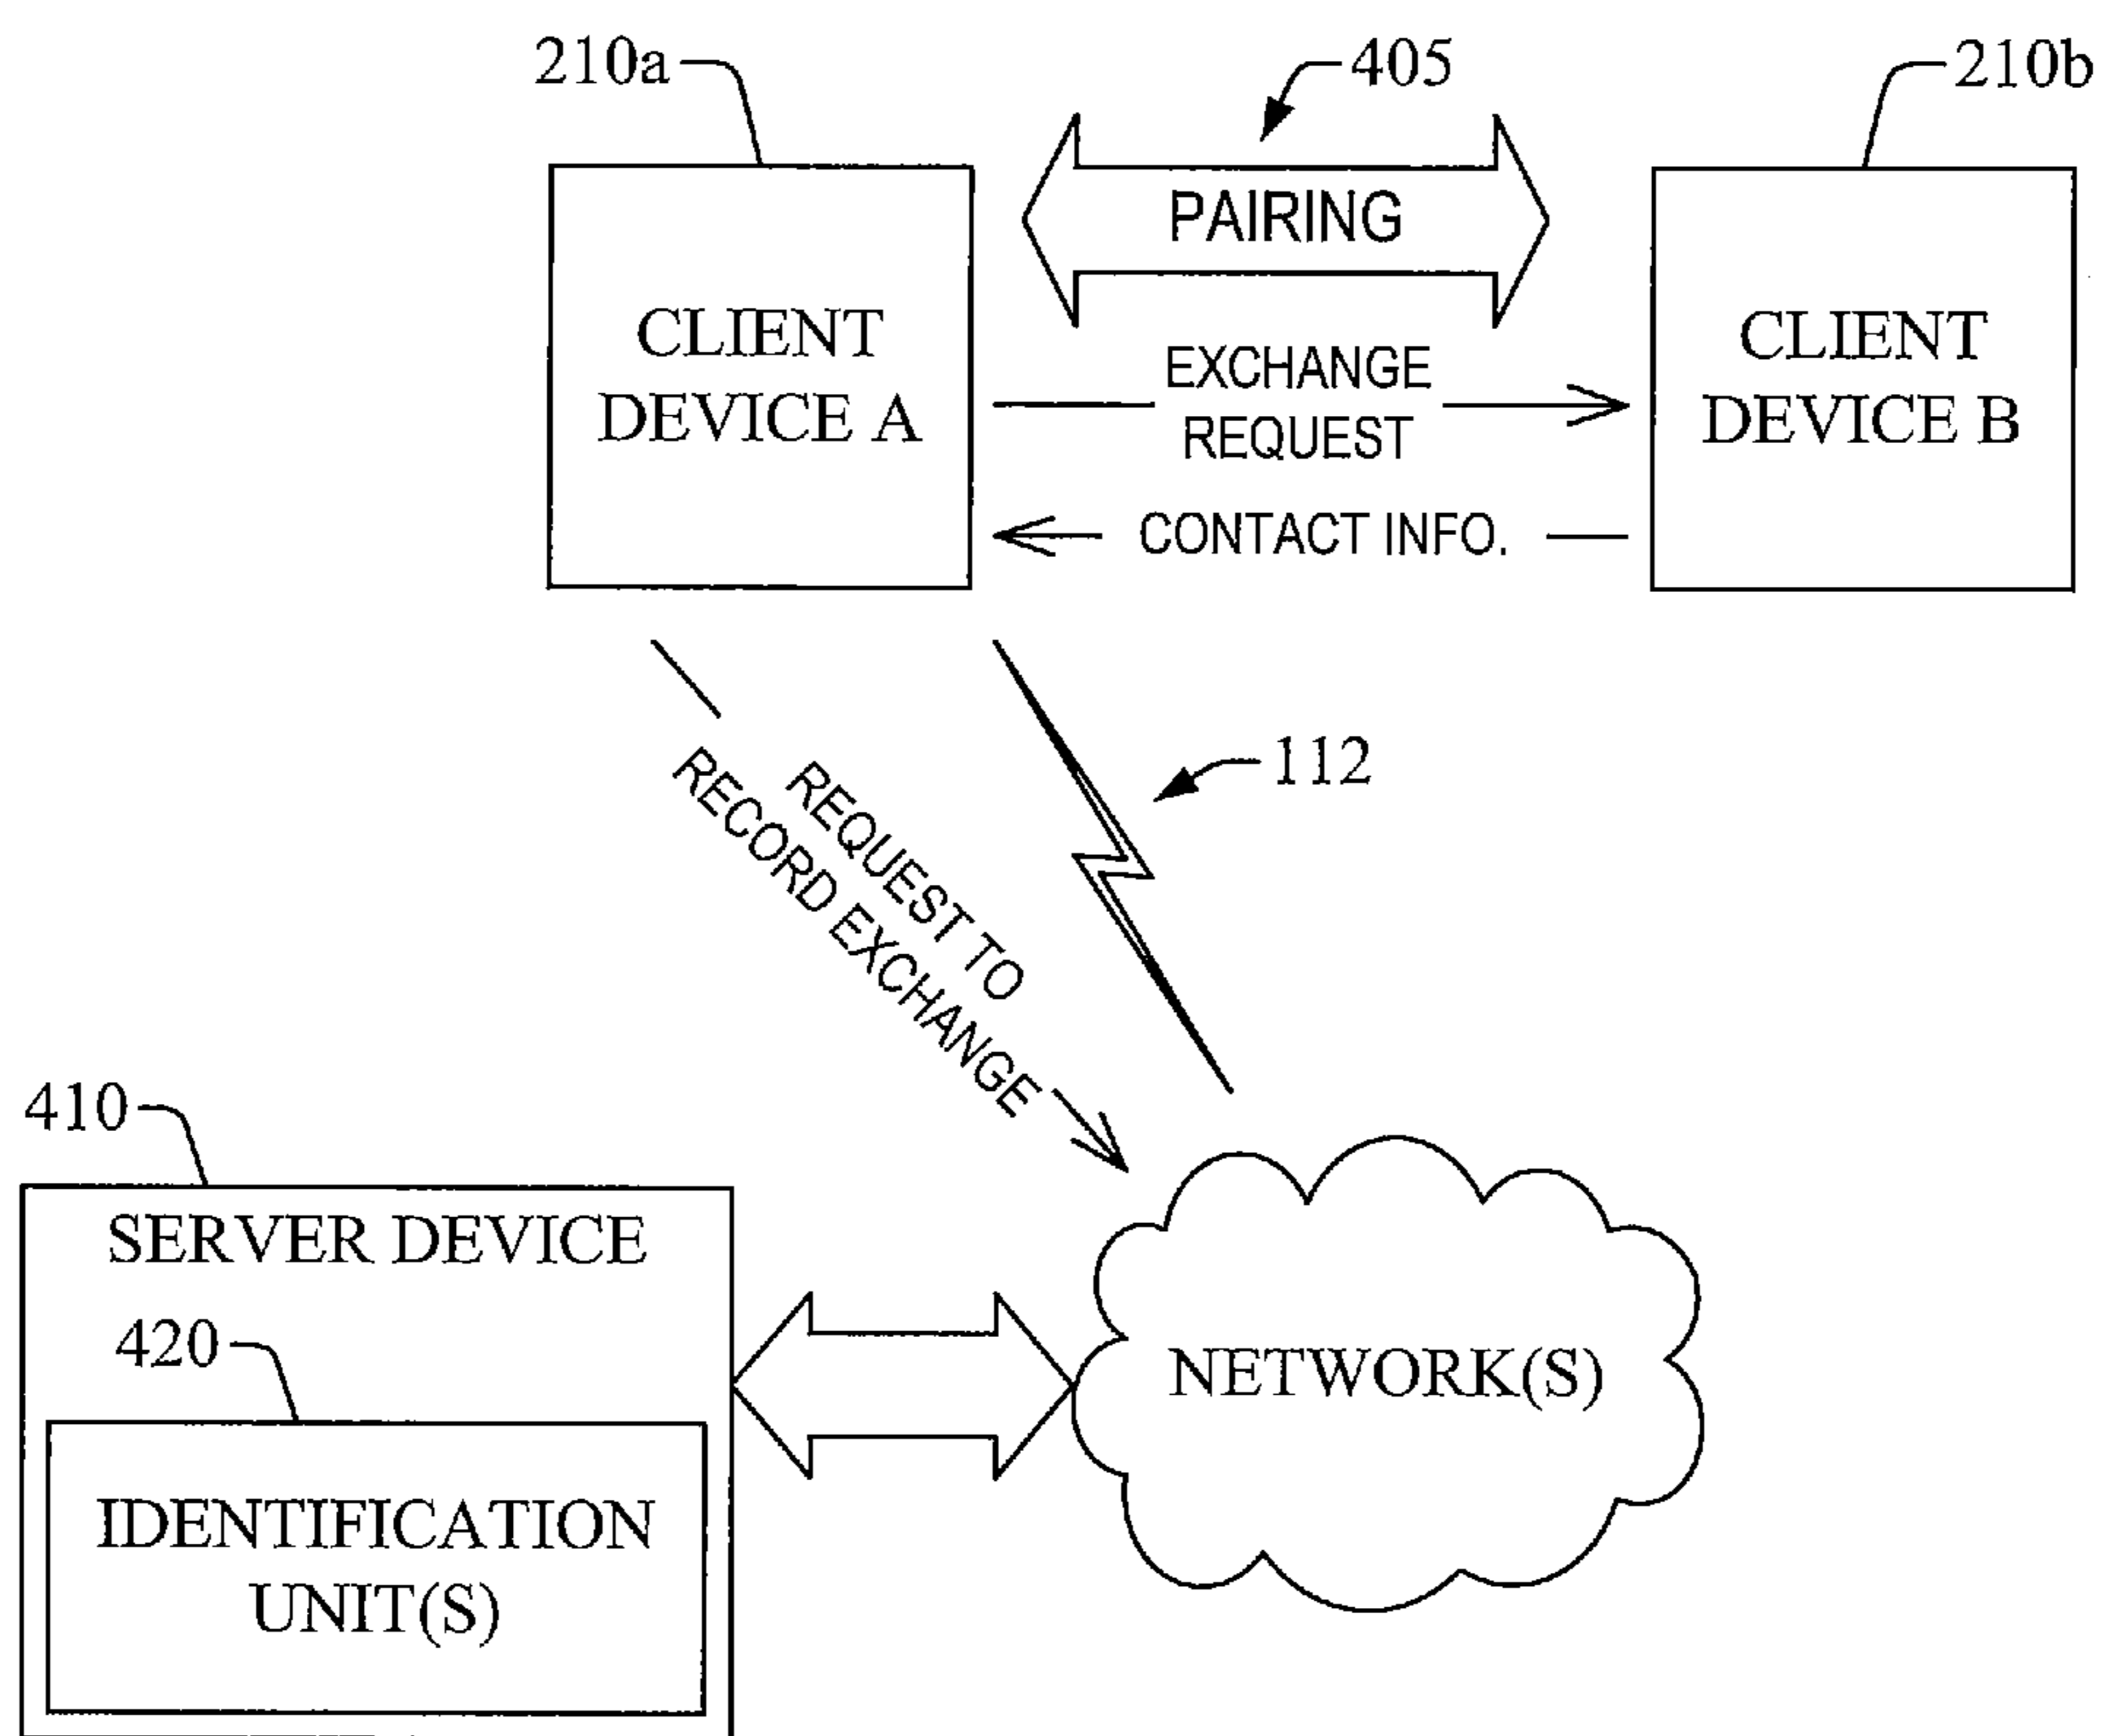 210a
405
210b
PAIRING
CLIENT
DEVICE A
EXCHANGE
REQUEST
CLIENT
DEVICE B
CONTACT INFO.
112
REQUEST TO
RECORD EXCHANGE
410
SERVER DEVICE
420
IDENTIFICATION
UNIT(S)
NETWORK(S)